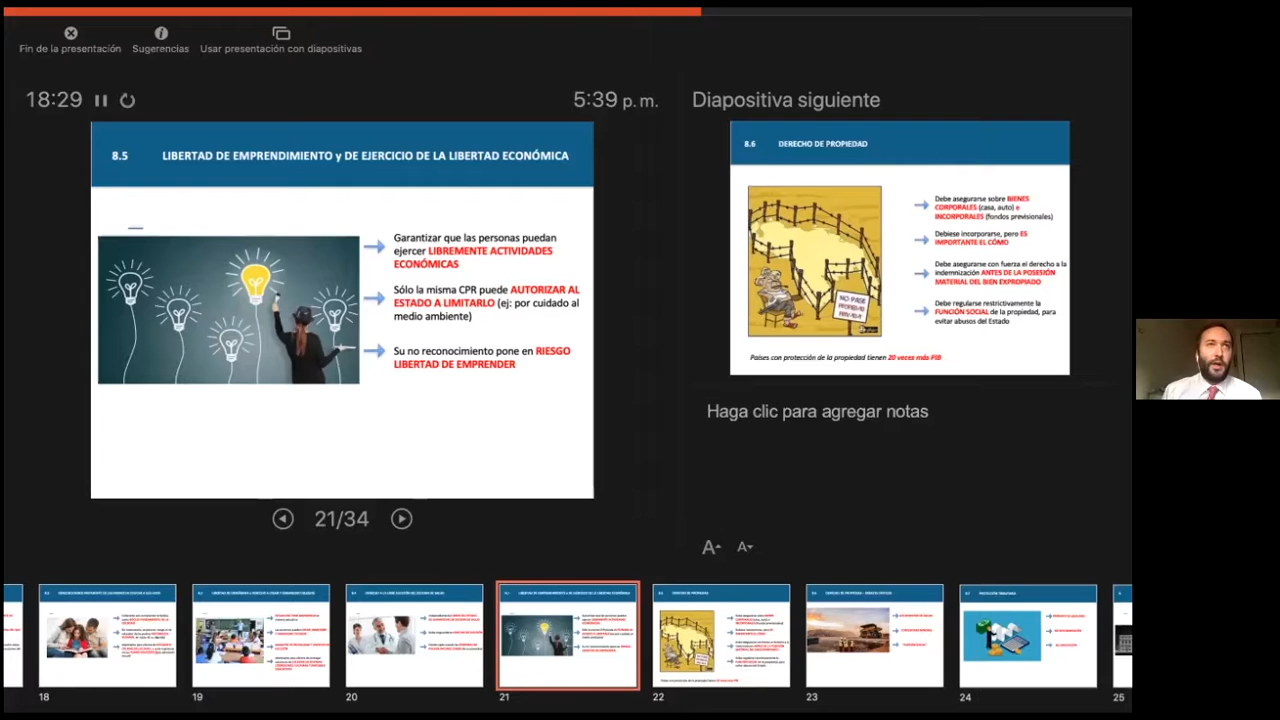 Fin de la presentación
Sugerencias
Usar presentación con diapositivas
18:29
5:39 p. m.
8.5 LIBERTAD DE EMPRENDIMIENTO y DE EJERCICIO DE LA LIBERTAD ECONÓMICA
Garantizar que las personas puedan
ejercer LIBREMENTE ACTIVIDADES
ECONÓMICAS
Sólo la misma CPR puede AUTORIZAR AL
ESTADO A LIMITARLO (ej: por cuidado al
medio ambiente)
Su no reconocimiento pone en RIESGO
LIBERTAD DE EMPRENDER
21/34
Diapositiva siguiente
8.6 DERECHO DE PROPIEDAD
Debe asegurarse sobre BIENES
CORPORALES (casa, auto) e
INCORPORALES (fondos previsionales)
Debiese incorporarse, pero ES
IMPORTANTE EL CÓMO
Debe asegurarse con fuerza el derecho a la
indemnización ANTES DE LA POSESIÓN
MATERIAL DEL BIEN EXPROPIADO
Debe regularse restrictivamente la
FUNCIÓN SOCIAL de la propiedad, para
evitar abusos del Estado
NO PASE
PROPIEDAD
PRIVADA
Países con protección de la propiedad tienen 20 veces más PIB
Haga clic para agregar notas
A
A
18
19
20
21
22
23
24
25